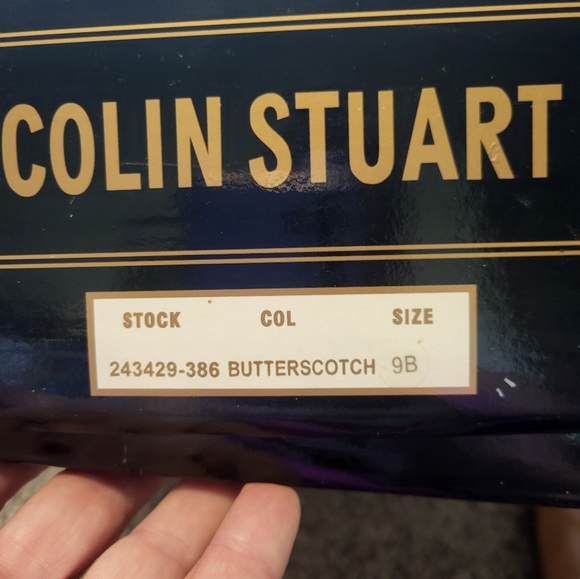 COLIN STUART
STOCK COL SIZE
243429-386 BUTTERSCOTCH 9B